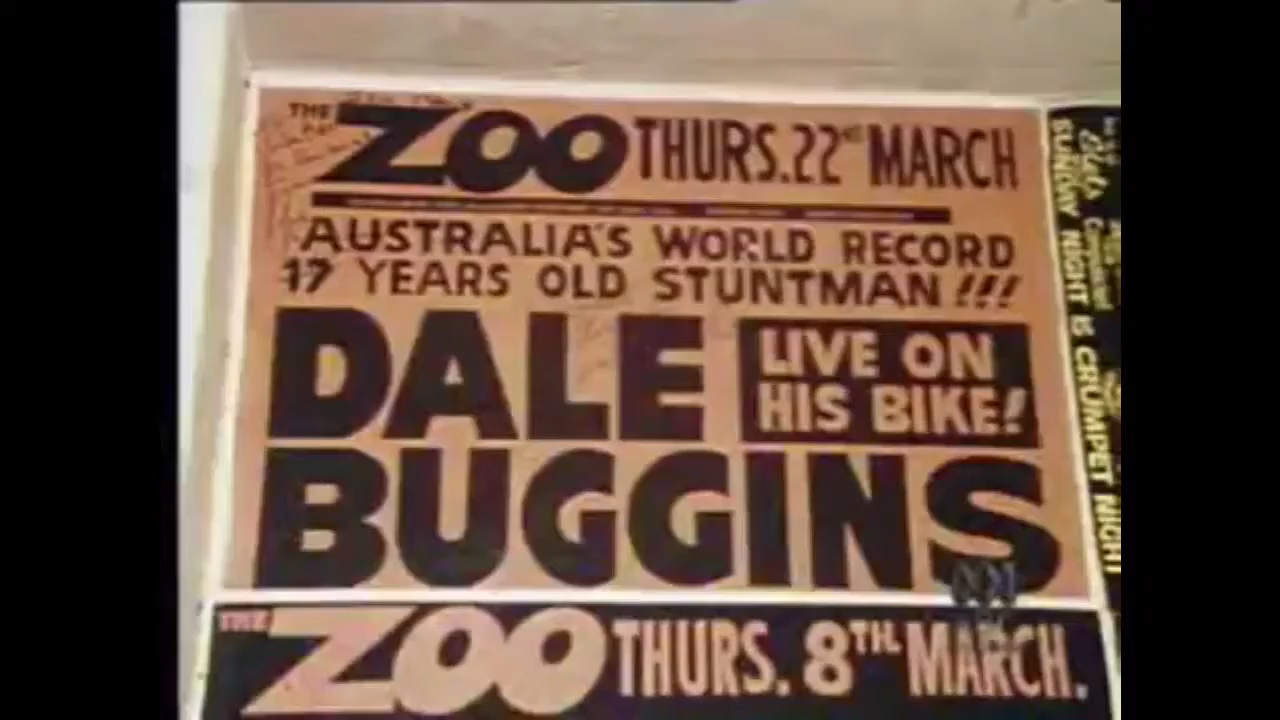 THE ZOO THURS. 22ND MARCH
AUSTRALIA'S WORLD RECORD
17 YEARS OLD STUNTMAN !!!
DALE
LIVE ON
HIS BIKE!
BUGGINS
THE ZOO THURS. 8TH MARCH.
SUNDAY NIGHT IS CRUMPET NIGHT